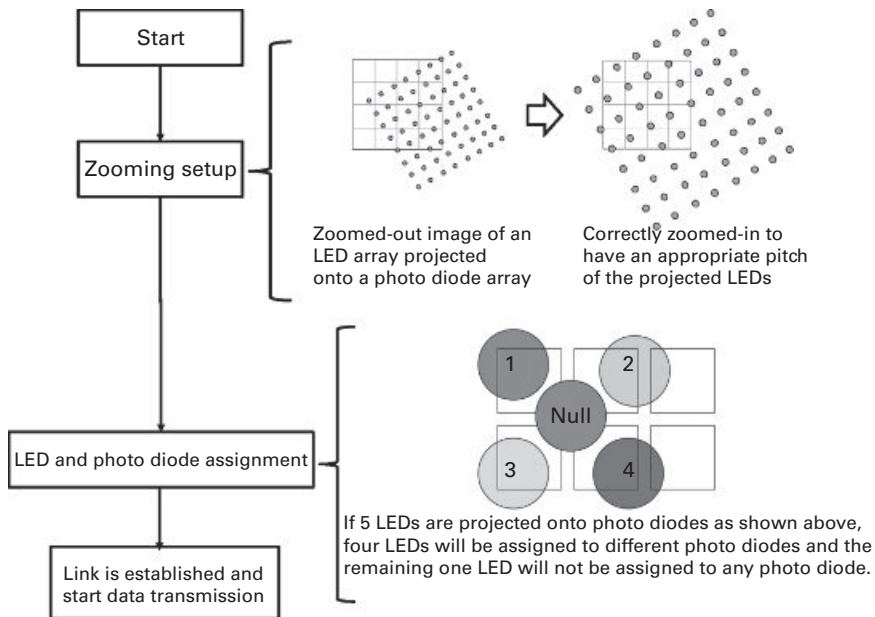 Start
Zooming setup
Zoomed-out image of an
LED array projected
onto a photo diode array
Correctly zoomed-in to
have an appropriate pitch
of the projected LEDs
LED and photo diode assignment
1
2
Null
3
4
If 5 LEDs are projected onto photo diodes as shown above,
four LEDs will be assigned to different photo diodes and the
remaining one LED will not be assigned to any photo diode.
Link is established and
start data transmission